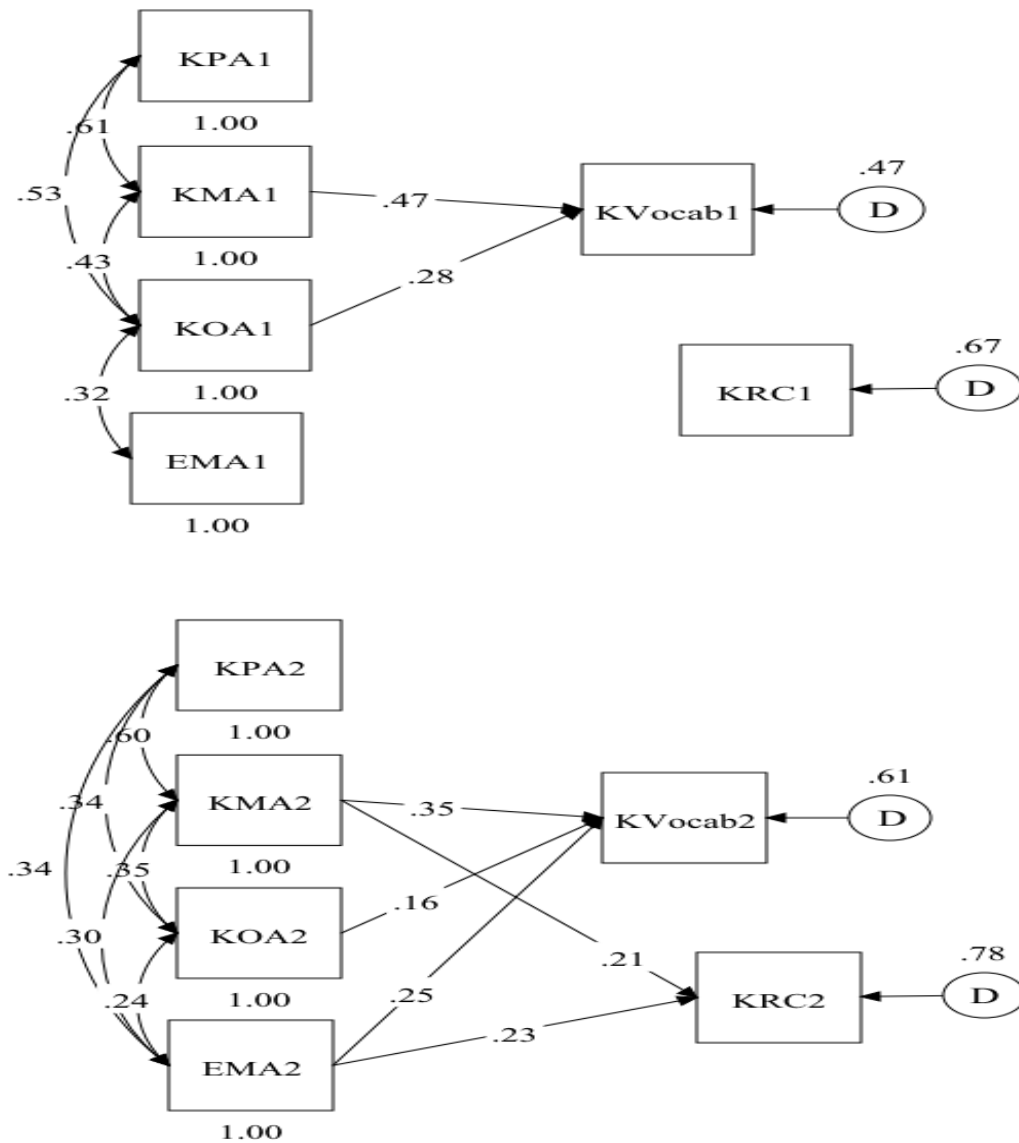 KPA1
1.00
.61
.47
.53
KMA1
.47
KVocab1
D
1.00
.43
.28
KOA1
.67
.32
1.00
KRC1
D
EMA1
1.00
KPA2
1.00
.60
.61
.34
KMA2
.35
KVocab2
D
.34
.35
1.00
.16
.30
KOA2
.21
.78
.24
1.00
.25
KRC2
D
.23
EMA2
1.00